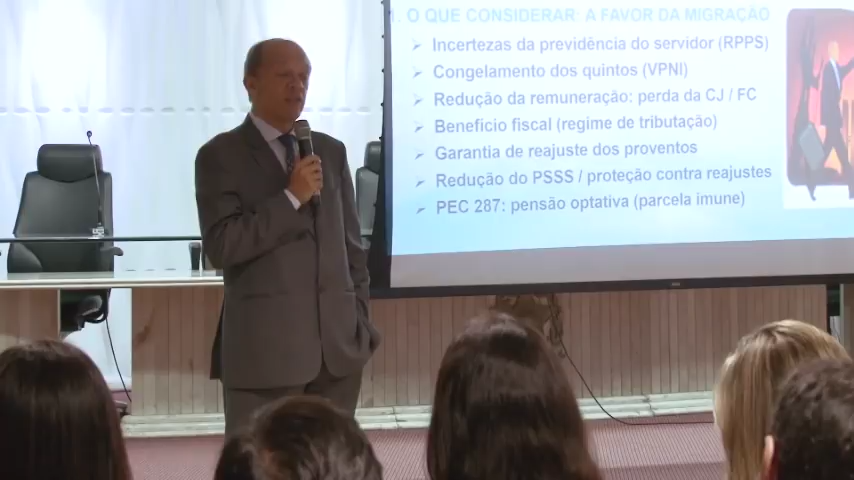 1. O QUE CONSIDERAR: A FAVOR DA MIGRAÇÃO
Incertezas da previdência do servidor (RPPS)
Congelamento dos quintos (VPNI)
Redução da remuneração: perda da CJ / FC
Benefício fiscal (regime de tributação)
Garantia de reajuste dos proventos
Redução do PSSS / proteção contra reajustes
PEC 287: pensão optativa (parcela imune)